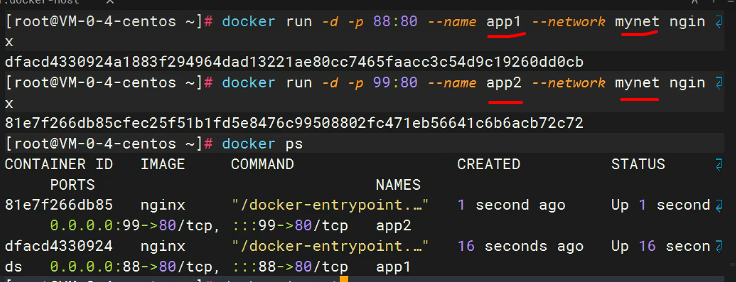 [root@VM-0-4-centos ~]# docker run -d -p 88:80 --name app1 --network mynet ngin
x
dfacd4330924a1883f294964dad13221ae80cc7465faacc3c54d9c19260dd0cb
[root@VM-0-4-centos ~]# docker run -d -p 99:80 --name app2 --network mynet ngin
x
81e7f266db85cfec25f51b1fd5e8476c99508802fc471eb56641c6b6acb72c72
[root@VM-0-4-centos ~]# docker ps
CONTAINER ID IMAGE COMMAND CREATED STATUS
PORTS NAMES
81e7f266db85 nginx "/docker-entrypoint.…" 1 second ago Up 1 second
0.0.0.0:99->80/tcp, :::99->80/tcp app2
dfacd4330924 nginx "/docker-entrypoint.…" 16 seconds ago Up 16 secon
ds 0.0.0.0:88->80/tcp, :::88->80/tcp app1